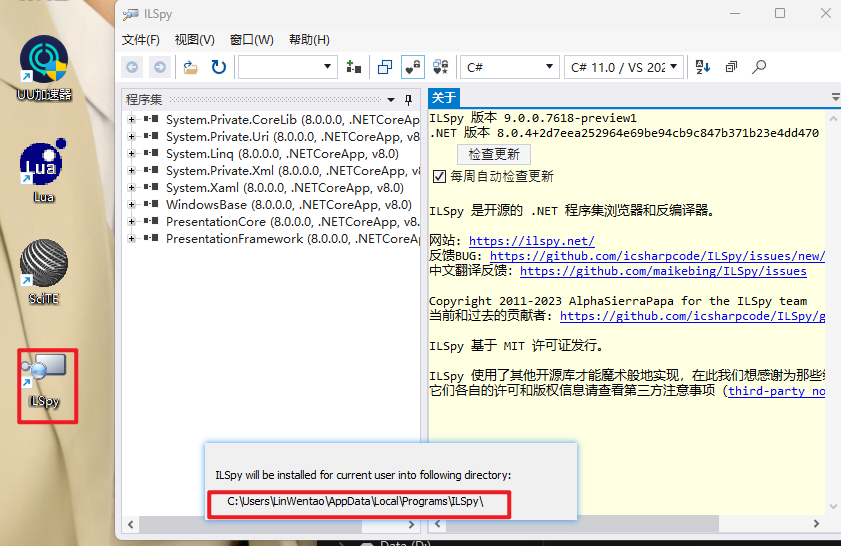 UU加速器
Lua
Lua
SciTE
ILSpy
ILSpy
文件(F) 视图(V) 窗口(W) 帮助(H)
C# C# 11.0 / VS 202
程序集
System.Private.CoreLib (8.0.0.0, .NETCoreApp
System.Private.Uri (8.0.0.0, .NETCoreApp, v8.0)
System.Linq (8.0.0.0, .NETCoreApp, v8.0)
System.Private.Xml (8.0.0.0, .NETCoreApp, v8.0)
System.Xaml (8.0.0.0, .NETCoreApp, v8.0)
WindowsBase (8.0.0.0, .NETCoreApp, v8.0)
PresentationCore (8.0.0.0, .NETCoreApp, v8.0)
PresentationFramework (8.0.0.0, .NETCoreA
关于
ILSpy 版本 9.0.0.7618-preview1
.NET 版本 8.0.4+2d7eea252964e69be94cb9c847b371b23e4dd470
检查更新
每周自动检查更新
ILSpy 是开源的 .NET 程序集浏览器和反编译器。
网站: https://ilspy.net/
反馈BUG: https://github.com/icsharpcode/ILSpy/issues/new/
中文翻译反馈: https://github.com/maikebing/ILSpy/issues
Copyright 2011-2023 AlphaSierraPapa for the ILSpy team
当前和过去的贡献者: https://github.com/icsharpcode/ILSpy/g
ILSpy 基于 MIT 许可证发行。
ILSpy 使用了其他开源库才能魔术般地实现，在此我们想感谢为那些
它们各自的许可和版权信息请查看第三方注意事项 (third-party no
ILSpy will be installed for current user into following directory:
C:\Users\LinWentao\AppData\Local\Programs\ILSpy\
Data (D:)